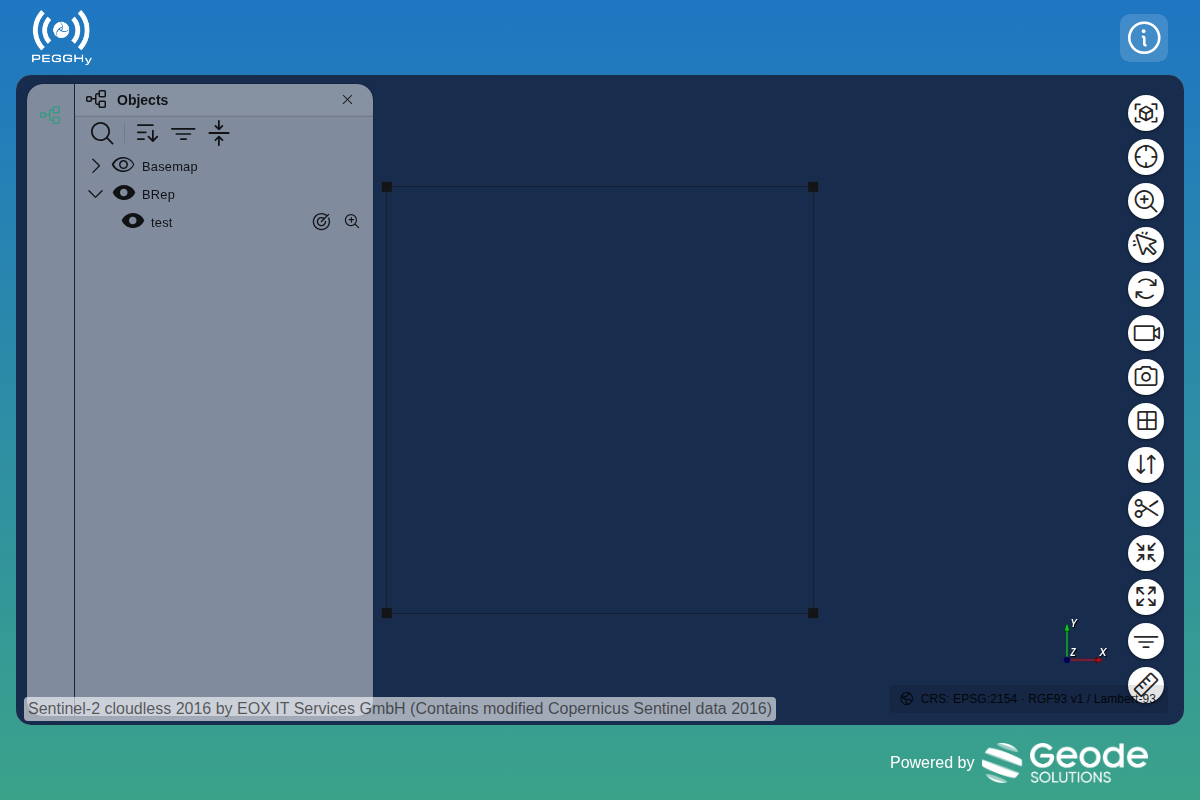 PEGGHy
Objects
Basemap
BRep
test
Y
Z X
CRS: EPSG:2154 · RGF93 v1 / Lambert-93
Sentinel-2 cloudless 2016 by EOX IT Services GmbH (Contains modified Copernicus Sentinel data 2016)
Powered by Geode
SOLUTIONS